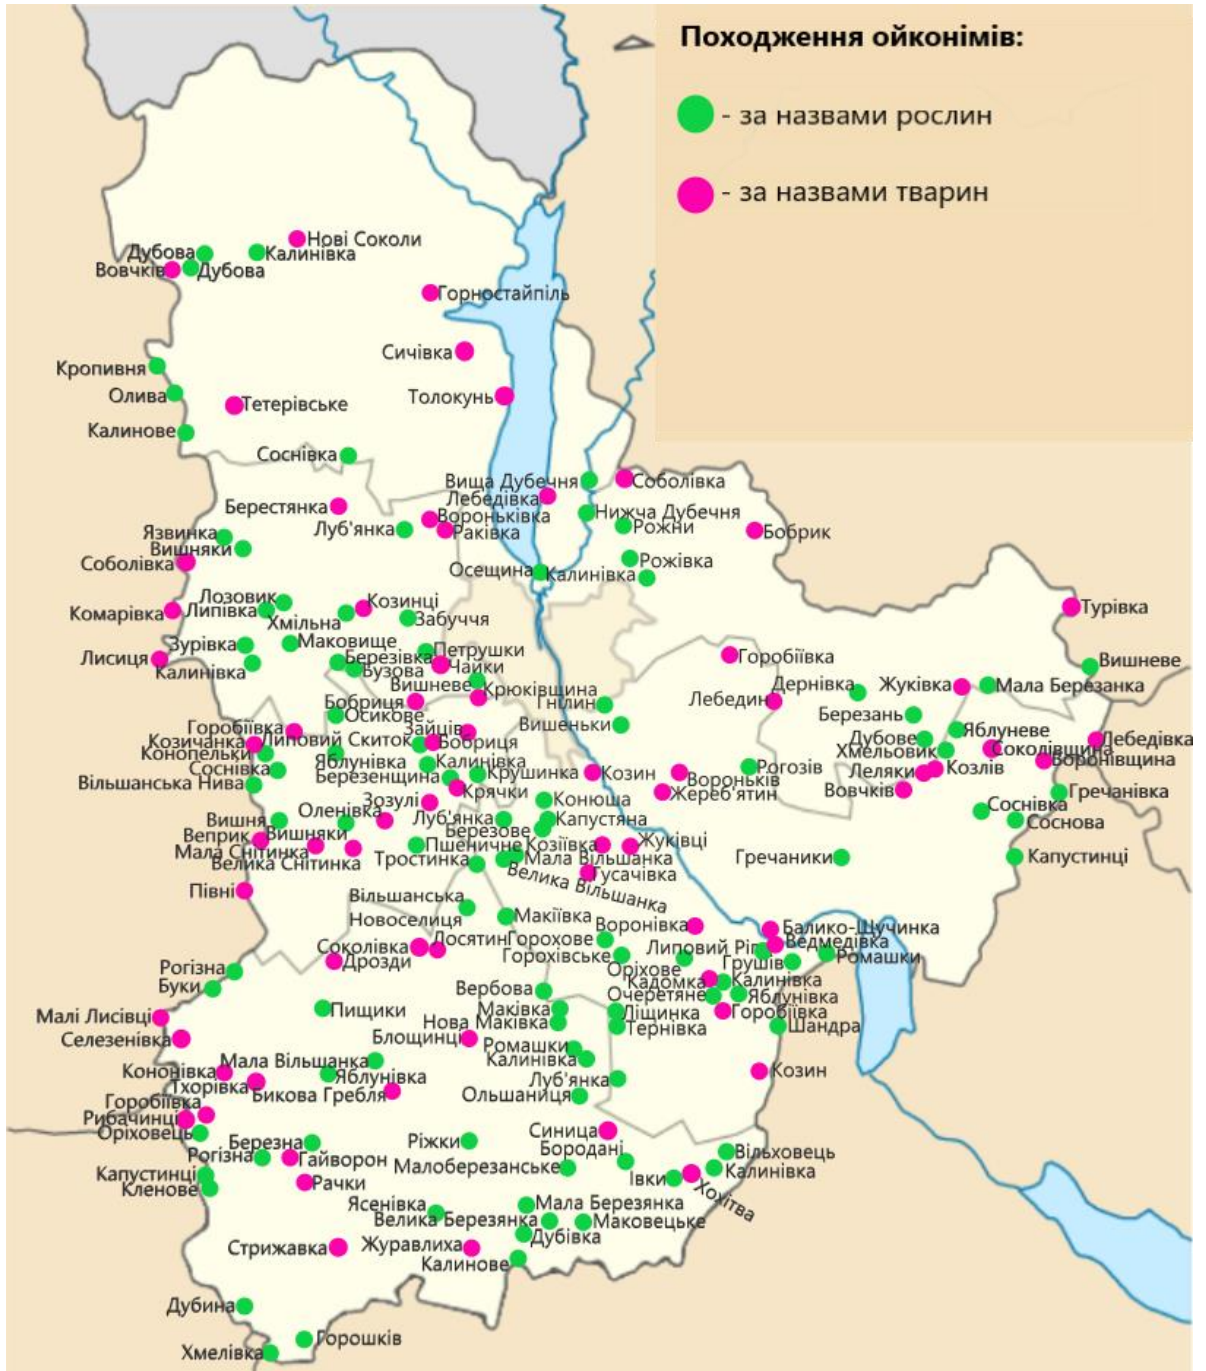 Походження ойконімів:
- за назвами рослин
- за назвами тварин
Нові Соколи
Дубова
Калинівка
Вовчків
Дубова
Горностайпіль
Сичівка
Кропивня
Олива
Тетерівське
Толокунь
Калинове
Соснівка
Вища Дубечня
Соболівка
Лебедівка
Берестянка
Нижча Дубечня
Вороньківка
Рожни
Луб'янка
Раківка
Бобрик
Язвинка
Вишняки
Соболівка
Рожівка
Осещина
Калинівка
Лозовик
Козинці
Комарівка
Липівка
Хмільна
Забуччя
Турівка
Зурівка
Маковище
Петрушки
Лисиця
Березівка
Чайки
Горобіївка
Вишневе
Калинівка
Бузова
Вишневе
Крюківщина
Дернівка
Жуківка
Мала Березанка
Бобриця
Гнілин
Лебедин
Осикове
Вишеньки
Березань
Горобіївка
Зайців
Яблуневе
Козичанка
Липовий Скиток
Бобриця
Дубове
Соколівщина
Лебедівка
Конопельки
Яблунівка
Калинівка
Хмельовик
Воронівщина
Соснівка
Березенщина
Крушинка
Козин
Вороньків
Рогозів
Леляки
Козлів
Вільшанська Нива
Крячки
Жереб'ятин
Вовчків
Гречанівка
Зозулі
Конюша
Соснівка
Оленівка
Луб'янка
Капустяна
Соснова
Вишня
Вишняки
Березове
Веприк
Пшеничне
Козіївка
Жуківці
Мала Снітинка
Велика Снітинка
Тростинка
Мала Вільшанка
Гречаники
Капустинці
Гусачівка
Велика Вільшанка
Півні
Вільшанська
Новоселиця
Макіївка
Воронівка
Балико-Щучинка
Соколівка
Лосятин
Горохове
Липовий Ріг
Ведмедівка
Дрозди
Горохівське
Грушів
Ромашки
Рогізна
Оріхове
Буки
Кадомка
Калинівка
Вербова
Очеретяне
Яблунівка
Пищики
Маківка
Ліщинка
Горобіївка
Малі Лисівці
Нова Маківка
Тернівка
Шандра
Селезенівка
Блощинці
Ромашки
Мала Вільшанка
Калинівка
Кононівка
Яблунівка
Луб'янка
Козин
Тхорівка
Бикова Гребля
Ольшаниця
Горобіївка
Рибачинці
Оріховець
Синиця
Березна
Ріжки
Бородані
Вільховець
Рогізна
Гайворон
Малоберезанське
Калинівка
Капустинці
Івки
Кленове
Рачки
Хохітва
Ясенівка
Мала Березянка
Велика Березянка
Маковецьке
Дубівка
Стрижавка
Журавлиха
Калинове
Дубина
Горошків
Хмелівка